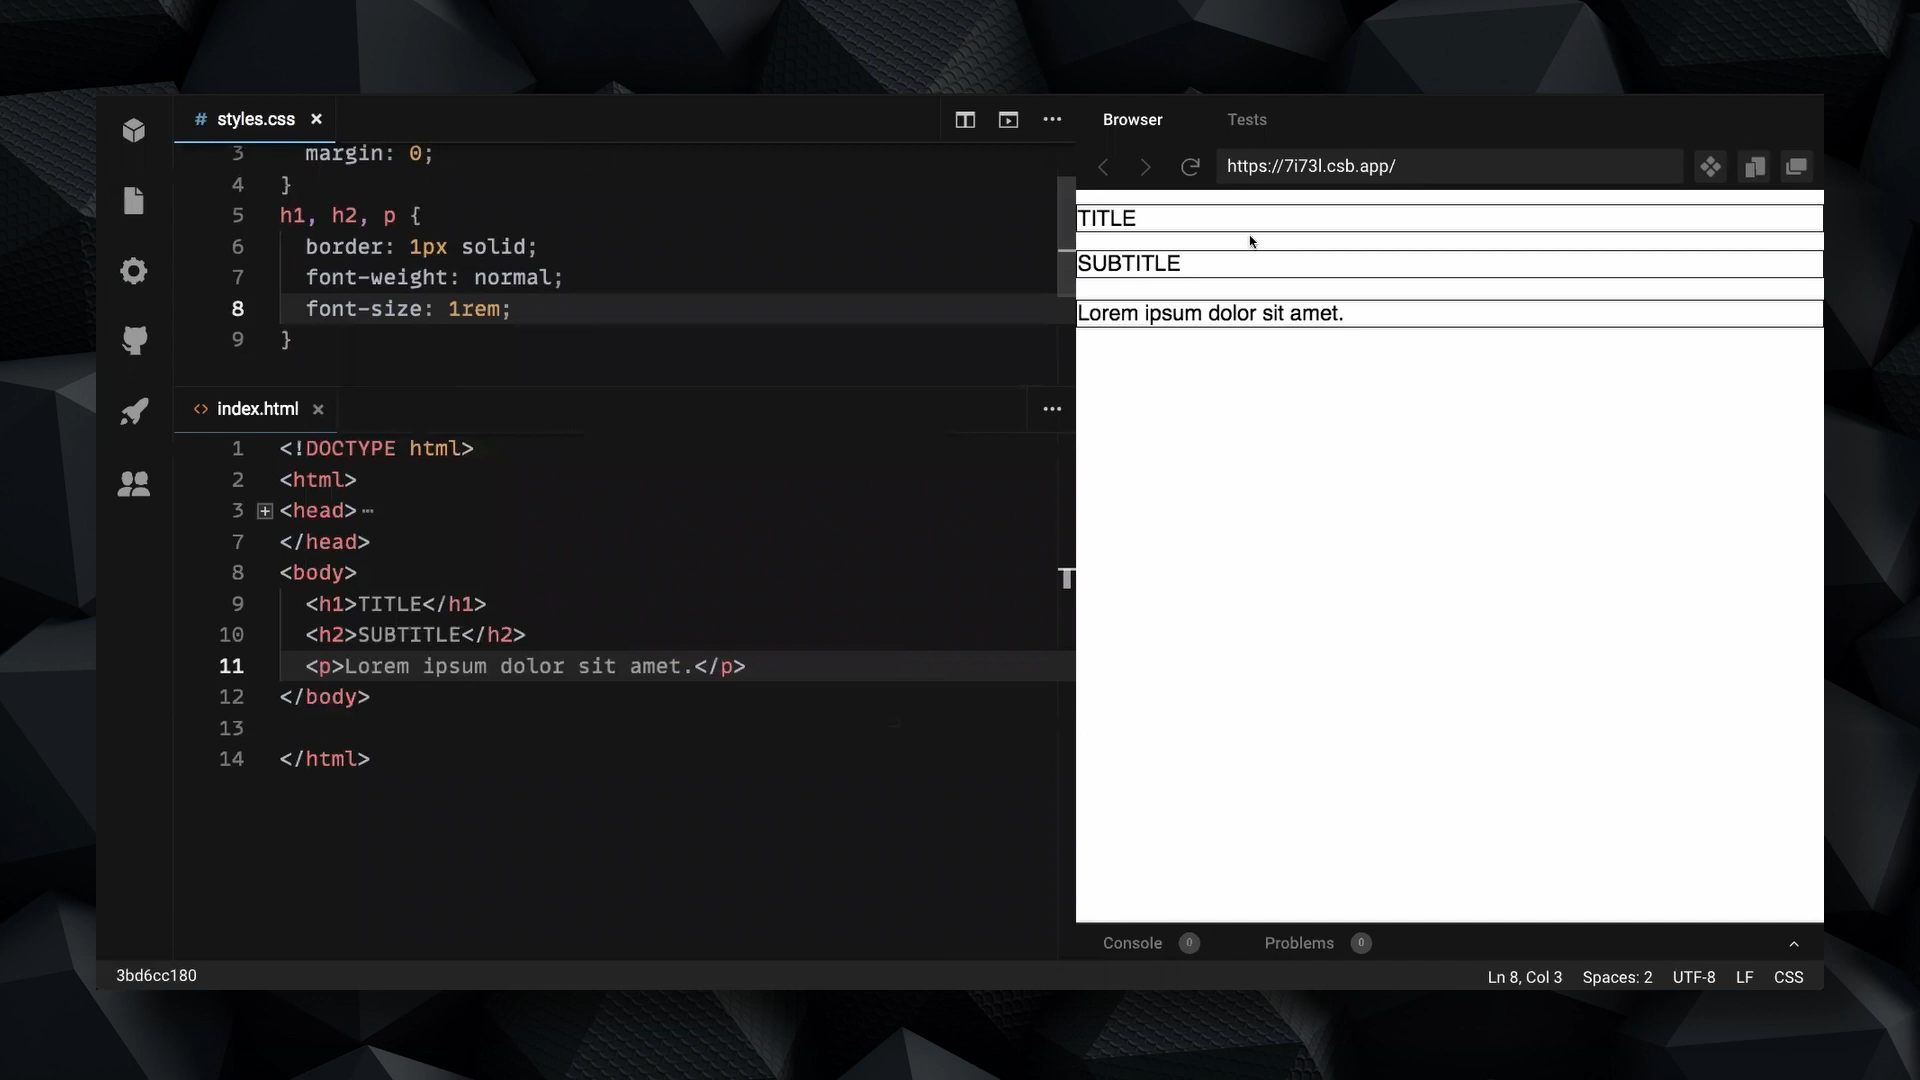 # styles.css ×
3 margin: 0;
4 }
5 h1, h2, p {
6 border: 1px solid;
7 font-weight: normal;
8 font-size: 1rem;
9 }
<> index.html ×
1 <!DOCTYPE html>
2 <html>
3 <head>⋯
7 </head>
8 <body>
9 <h1>TITLE</h1>
10 <h2>SUBTITLE</h2>
11 <p>Lorem ipsum dolor sit amet.</p>
12 </body>
13
14 </html>
Browser Tests
https://7i73l.csb.app/
TITLE
SUBTITLE
Lorem ipsum dolor sit amet.
Console 0 Problems 0
3bd6cc180
Ln 8, Col 3 Spaces: 2 UTF-8 LF CSS